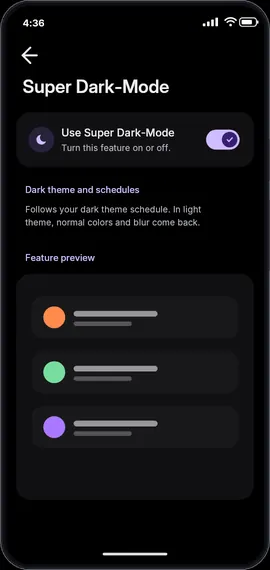 4:36
Super Dark-Mode
Use Super Dark-Mode
Turn this feature on or off.
Dark theme and schedules
Follows your dark theme schedule. In light
theme, normal colors and blur come back.
Feature preview